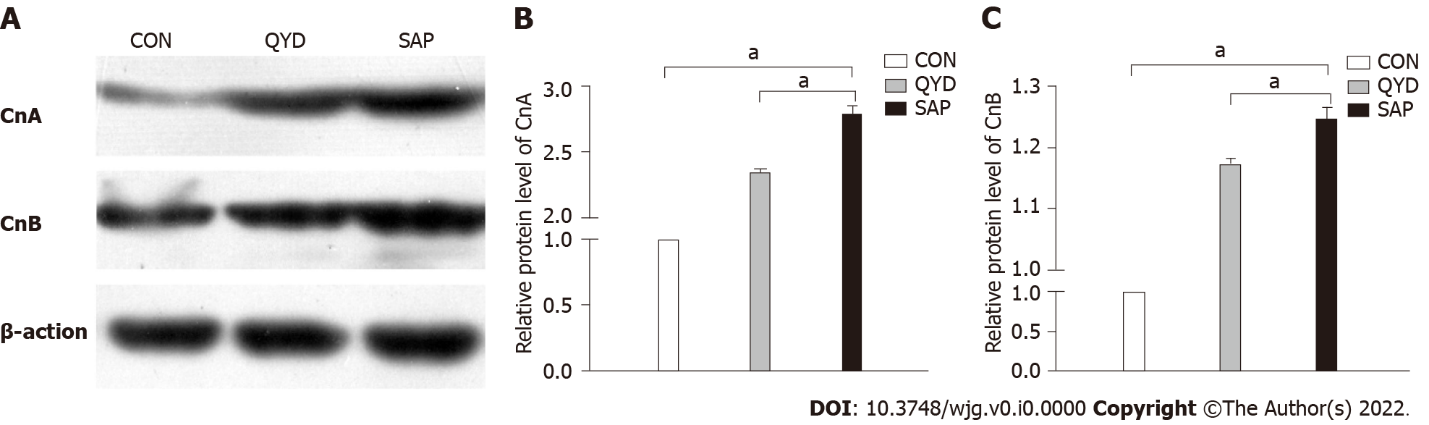 A
CON QYD SAP
CnA
CnB
β-action
B
Relative protein level of CnA
3.0
2.5
2.0
1.0
0.5
0.0
a
a
CON
QYD
SAP
C
Relative protein level of CnB
1.3
1.2
1.1
1.0
1.0
0.5
0.0
a
a
CON
QYD
SAP
DOI: 10.3748/wjg.v0.i0.0000 Copyright ©The Author(s) 2022.